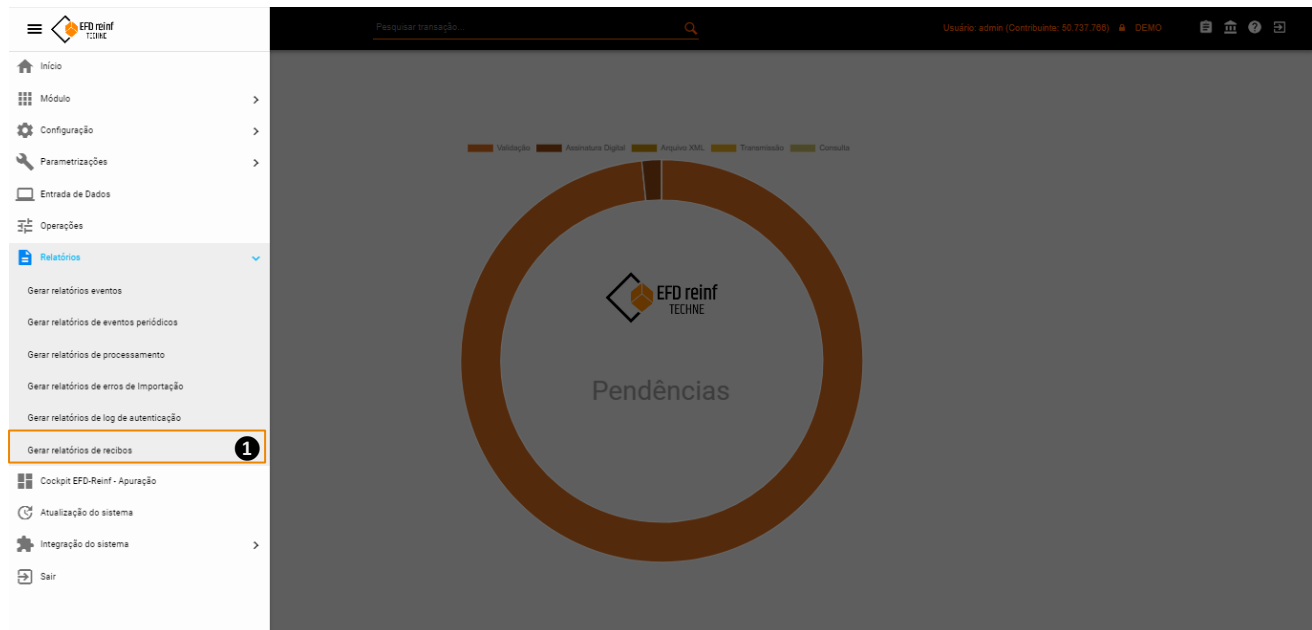 EFD reinf
TECHNE
Pesquisar transação...
Usuário: admin (Contribuinte: 50.737.766) DEMO
Início
Módulo
Configuração
Parametrizações
Entrada de Dados
Operações
Relatórios
Gerar relatórios eventos
Gerar relatórios de eventos periódicos
Gerar relatórios de processamento
Gerar relatórios de erros de Importação
Gerar relatórios de log de autenticação
Gerar relatórios de recibos 1
Cockpit EFD-Reinf - Apuração
Atualização do sistema
Integração do sistema
Sair
Validação Assinatura Digital Arquivo XML Transmissão Consulta
EFD reinf
TECHNE
Pendências